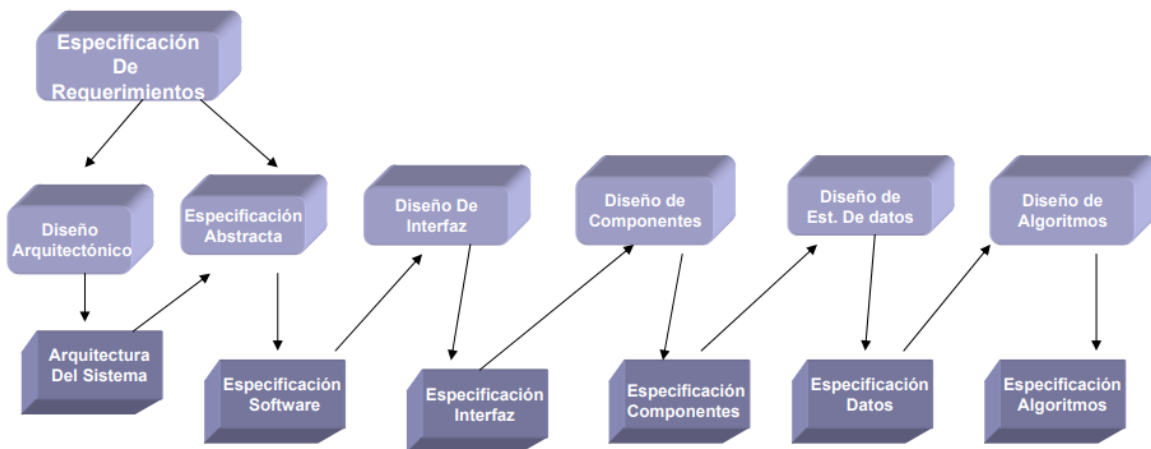 Especificación
De
Requerimientos
Diseño
Arquitectónico
Especificación
Abstracta
Diseño De
Interfaz
Diseño de
Componentes
Diseño de
Est. De datos
Diseño de
Algoritmos
Arquitectura
Del Sistema
Especificación
Software
Especificación
Interfaz
Especificación
Componentes
Especificación
Datos
Especificación
Algoritmos